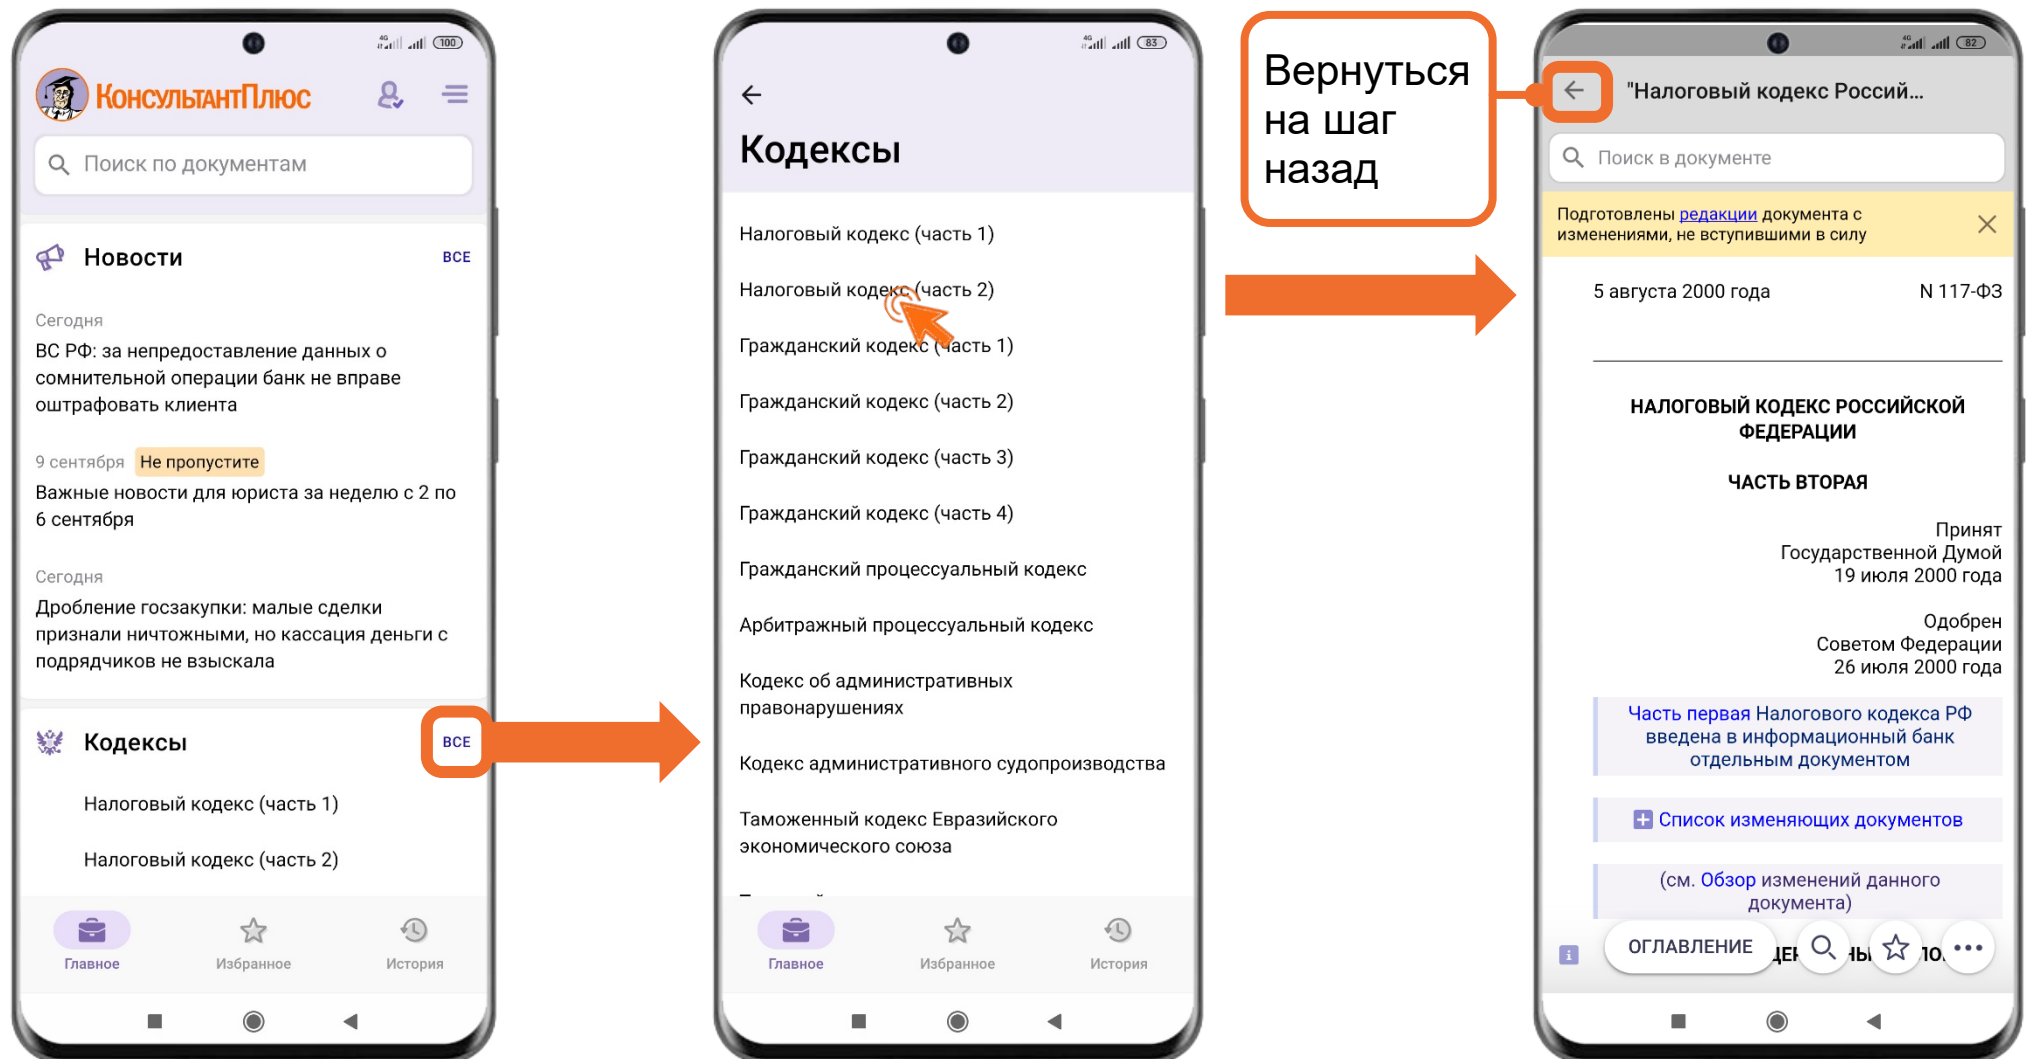 4G
100
КонсультантПлюс
Поиск по документам
Новости
ВСЕ
Сегодня
ВС РФ: за непредоставление данных о
сомнительной операции банк не вправе
оштрафовать клиента
9 сентября Не пропустите
Важные новости для юриста за неделю с 2 по
6 сентября
Сегодня
Дробление госзакупки: малые сделки
признали ничтожными, но кассация деньги с
подрядчиков не взыскала
Кодексы
ВСЕ
Налоговый кодекс (часть 1)
Налоговый кодекс (часть 2)
Главное
Избранное
История
4G
83
Кодексы
Налоговый кодекс (часть 1)
Налоговый кодекс (часть 2)
Гражданский кодекс (часть 1)
Гражданский кодекс (часть 2)
Гражданский кодекс (часть 3)
Гражданский кодекс (часть 4)
Гражданский процессуальный кодекс
Арбитражный процессуальный кодекс
Кодекс об административных
правонарушениях
Кодекс административного судопроизводства
Таможенный кодекс Евразийского
экономического союза
Главное
Избранное
История
Вернуться
на шаг
назад
4G
82
"Налоговый кодекс Россий...
Поиск в документе
Подготовлены редакции документа с
изменениями, не вступившими в силу
5 августа 2000 года
N 117-ФЗ
НАЛОГОВЫЙ КОДЕКС РОССИЙСКОЙ
ФЕДЕРАЦИИ
ЧАСТЬ ВТОРАЯ
Принят
Государственной Думой
19 июля 2000 года
Одобрен
Советом Федерации
26 июля 2000 года
Часть первая Налогового кодекса РФ
введена в информационный банк
отдельным документом
Список изменяющих документов
(см. Обзор изменений данного
документа)
ОГЛАВЛЕНИЕ